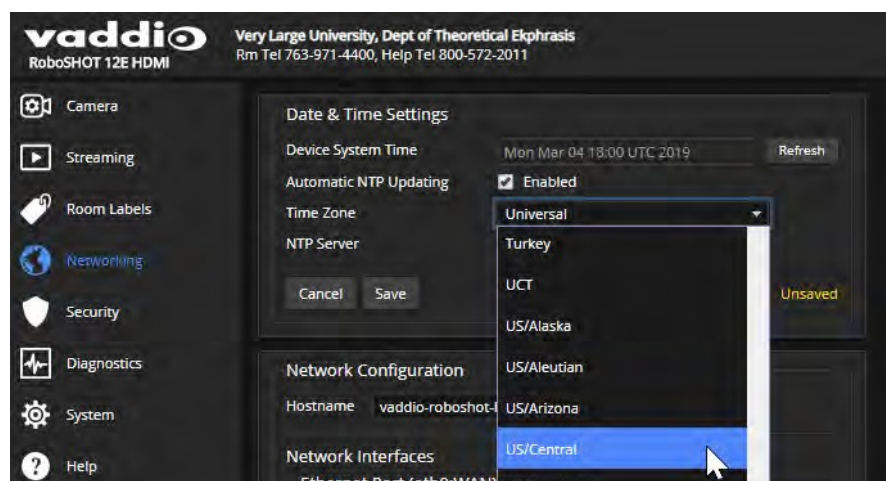 vaddio
RoboSHOT 12E HDMI
Very Large University, Dept of Theoretical Ekphrasis
Rm Tel 763-971-4400, Help Tel 800-572-2011
Camera
Streaming
Room Labels
Networking
Security
Diagnostics
System
Help
Date & Time Settings
Device System Time Mon Mar 04 18:00 UTC 2019 Refresh
Automatic NTP Updating Enabled
Time Zone Universal
NTP Server
Turkey
UCT
US/Alaska
US/Aleutian
US/Arizona
US/Central
Cancel Save Unsaved
Network Configuration
Hostname vaddio-roboshot-
Network Interfaces